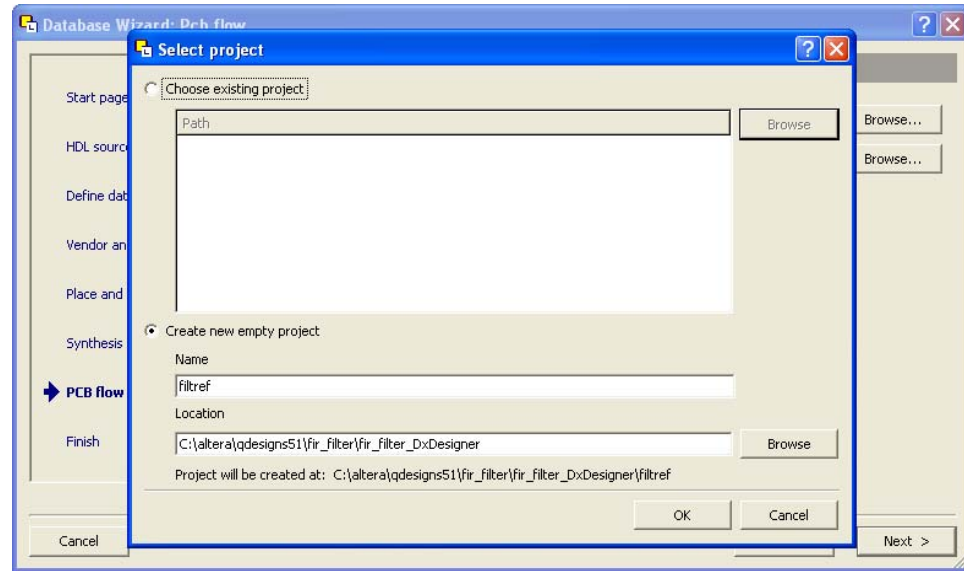 Database Wizard: Pcb flow
Select project
Start page
HDL sourc
Define dat
Vendor an
Place and
Synthesis
PCB flow
Finish
Choose existing project
Path
Browse
Browse...
Browse...
Create new empty project
Name
filtref
Location
C:\altera\qdesigns51\fir_filter\fir_filter_DxDesigner
Browse
Project will be created at: C:\altera\qdesigns51\fir_filter\fir_filter_DxDesigner\filtref
OK
Cancel
Cancel
Next >